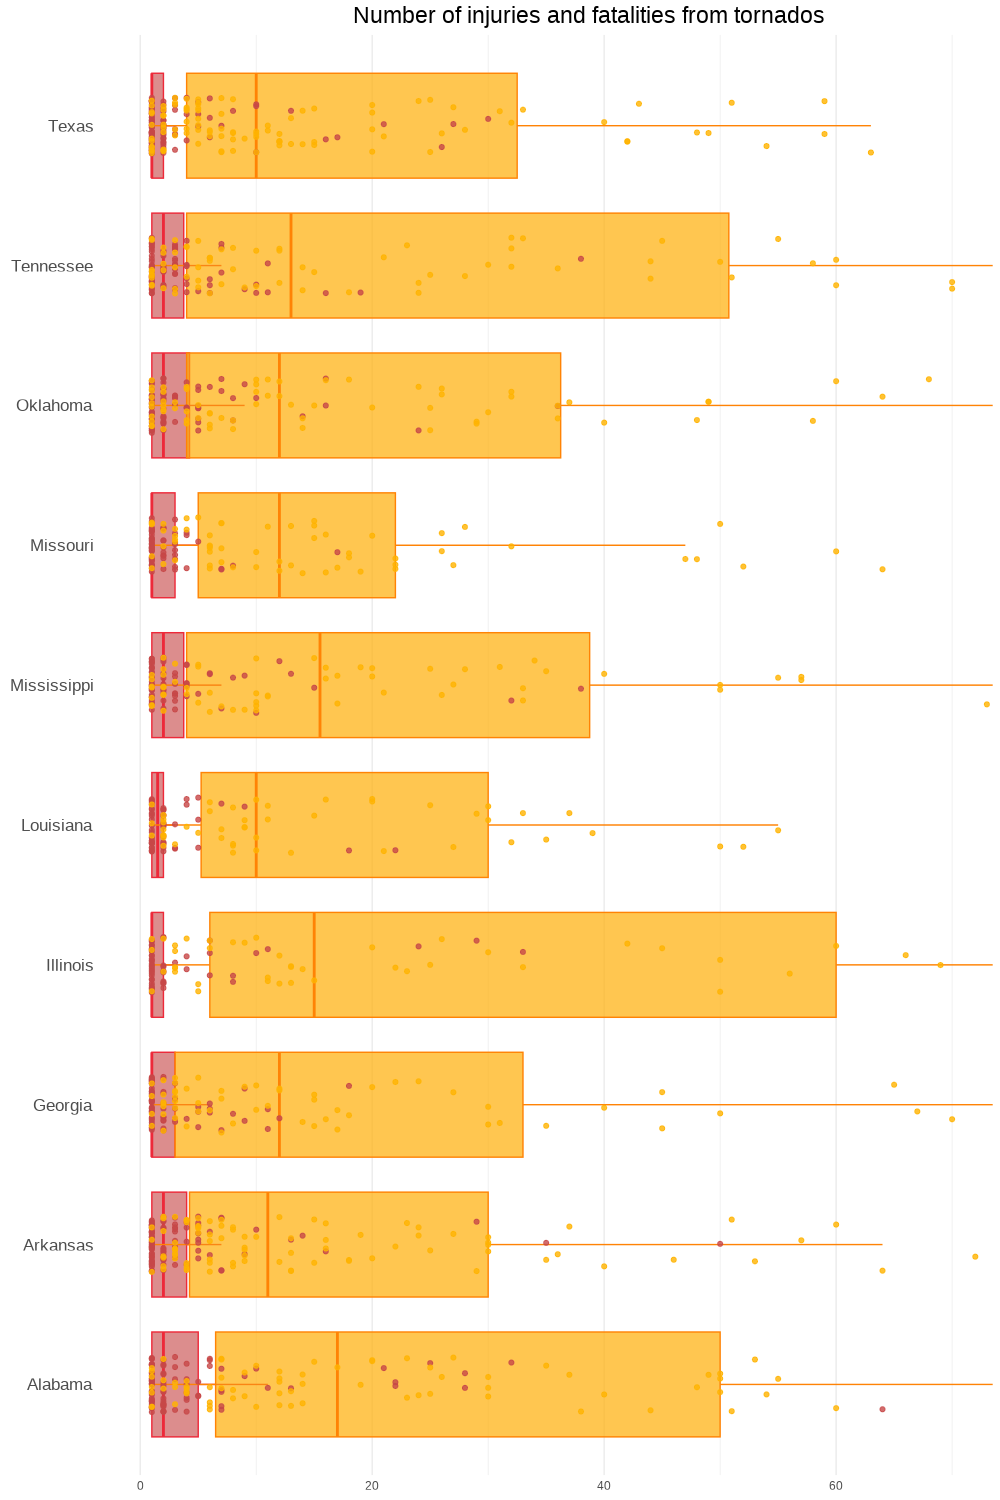 Number of injuries and fatalities from tornados
Texas
Tennessee
Oklahoma
Missouri
Mississippi
Louisiana
Illinois
Georgia
Arkansas
Alabama
0 20 40 60